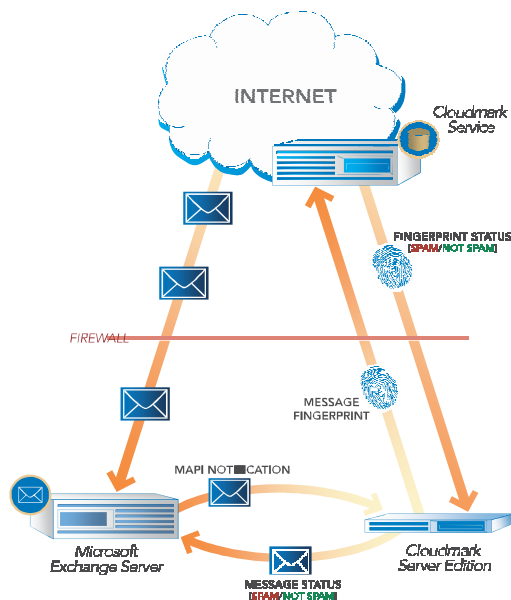 INTERNET
Cloudmark
Service
FINGERPRINT STATUS
[SPAM/NOT SPAM]
FIREWALL
MESSAGE
FINGERPRINT
MAPI
Microsoft
Exchange Server
Cloudmark
Server Edition
MESSAGE STATUS
[SPAM/NOT SPAM]